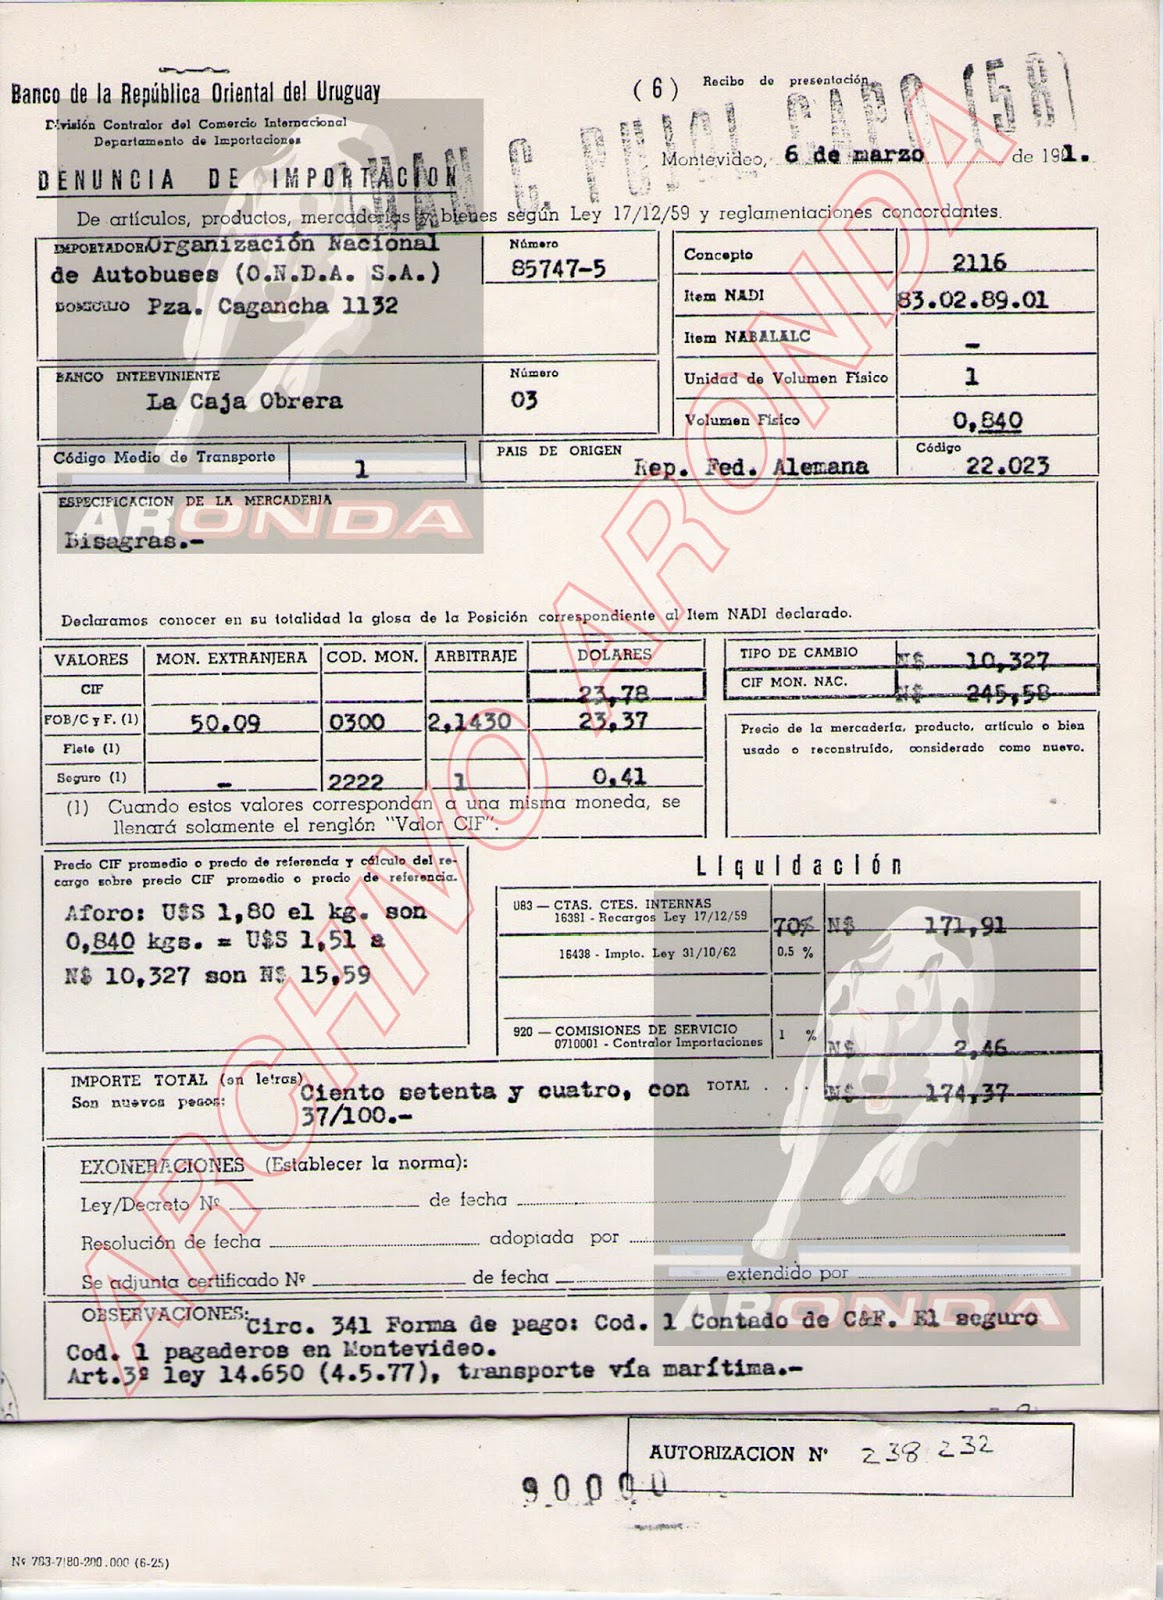 Banco de la República Oriental del Uruguay
División Contralor del Comercio Internacional
Departamento de Importaciones
DENUNCIA DE IMPORTACION
(6) Recibo de presentación
C. PUJOL CAPO (58)
Montevideo, 6 de marzo de 1981.
De artículos, productos, mercaderías y bienes según Ley 17/12/59 y reglamentaciones concordantes.
IMPORTADOR: Organización Nacional
de Autobuses (O.N.D.A. S.A.)
DOMICILIO Pza. Cagancha 1132
Número
85747-5
Concepto 2116
Item NADI 83.02.89.01
Item NABALALC -
Unidad de Volumen Físico 1
Volumen Físico 0,840
BANCO INTERVINIENTE
La Caja Obrera
Número
03
Código Medio de Transporte 1
PAIS DE ORIGEN Rep. Fed. Alemana
Código 22.023
ESPECIFICACION DE LA MERCADERIA
Bisagras.-
Declaramos conocer en su totalidad la glosa de la Posición correspondiente al Item NADI declarado.
VALORES MON. EXTRANJERA COD. MON. ARBITRAJE DOLARES
CIF 23,78
FOB/C y F. (1) 50.09 0300 2,1430 23,37
Flete (1)
Seguro (1) - 2222 1 0,41
(1) Cuando estos valores correspondan a una misma moneda, se
llenará solamente el renglón "Valor CIF".
TIPO DE CAMBIO N$ 10,327
CIF MON. NAC. N$ 245,58
Precio de la mercadería, producto, artículo o bien
usado o reconstruído, considerado como nuevo.
Precio CIF promedio o precio de referencia y cálculo del re-
cargo sobre precio CIF promedio o precio de referencia.
Aforo: U$S 1,80 el kg. son
0,840 kgs. = U$S 1,51 a
N$ 10,327 son N$ 15,59
Liquidación
U83 — CTAS. CTES. INTERNAS
16381 - Recargos Ley 17/12/59 70% N$ 171,91
16438 - Impto. Ley 31/10/62 0.5 %
920 — COMISIONES DE SERVICIO
0710001 - Contralor Importaciones 1 % N$ 2,46
IMPORTE TOTAL (en letras)
Son nuevos pesos: Ciento setenta y cuatro, con
37/100.-
TOTAL . . . N$ 174,37
EXONERACIONES (Establecer la norma):
Ley/Decreto Nº de fecha
Resolución de fecha adoptada por
Se adjunta certificado Nº de fecha extendido por
OBSERVACIONES: Circ. 341 Forma de pago: Cod. 1 Contado de C&F. El seguro
Cod. 1 pagaderos en Montevideo.
Art.3º ley 14.650 (4.5.77), transporte vía marítima.-
AUTORIZACION Nº 238 232
90000
Nº 783-7|80-200.000 (6-25)
ARCHIVO ARONDA
ARONDA
ARONDA